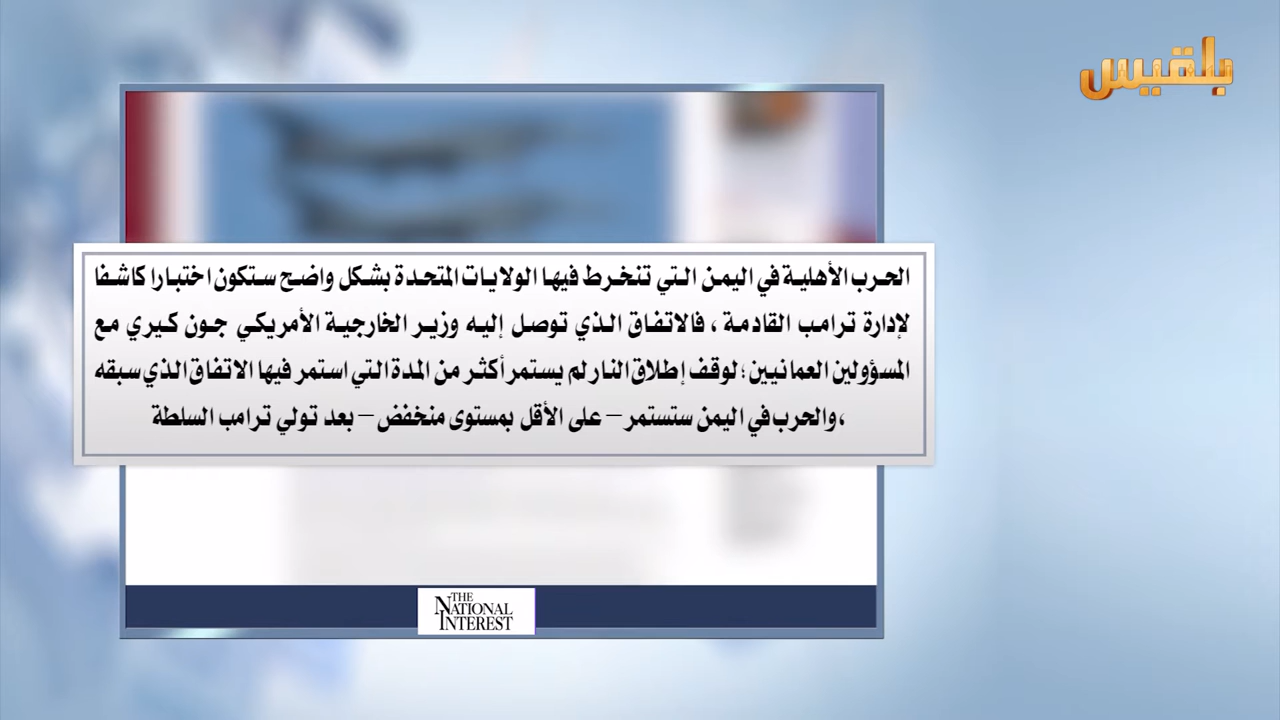 بلقيس
الحرب الأهلية في اليمن التي تنخرط فيها الولايات المتحدة بشكل واضح ستكون اختبارا كاشفا
لإدارة ترامب القادمة ، فالاتفاق الذي توصل إليه وزير الخارجية الأمريكي جون كيري مع
المسؤولين العمانيين ؛ لوقف إطلاق النار لم يستمر أكثر من المدة التي استمر فيها الاتفاق الذي سبقه
،والحرب في اليمن ستستمر – على الأقل بمستوى منخفض – بعد تولي ترامب السلطة
THE
NATIONAL
INTEREST